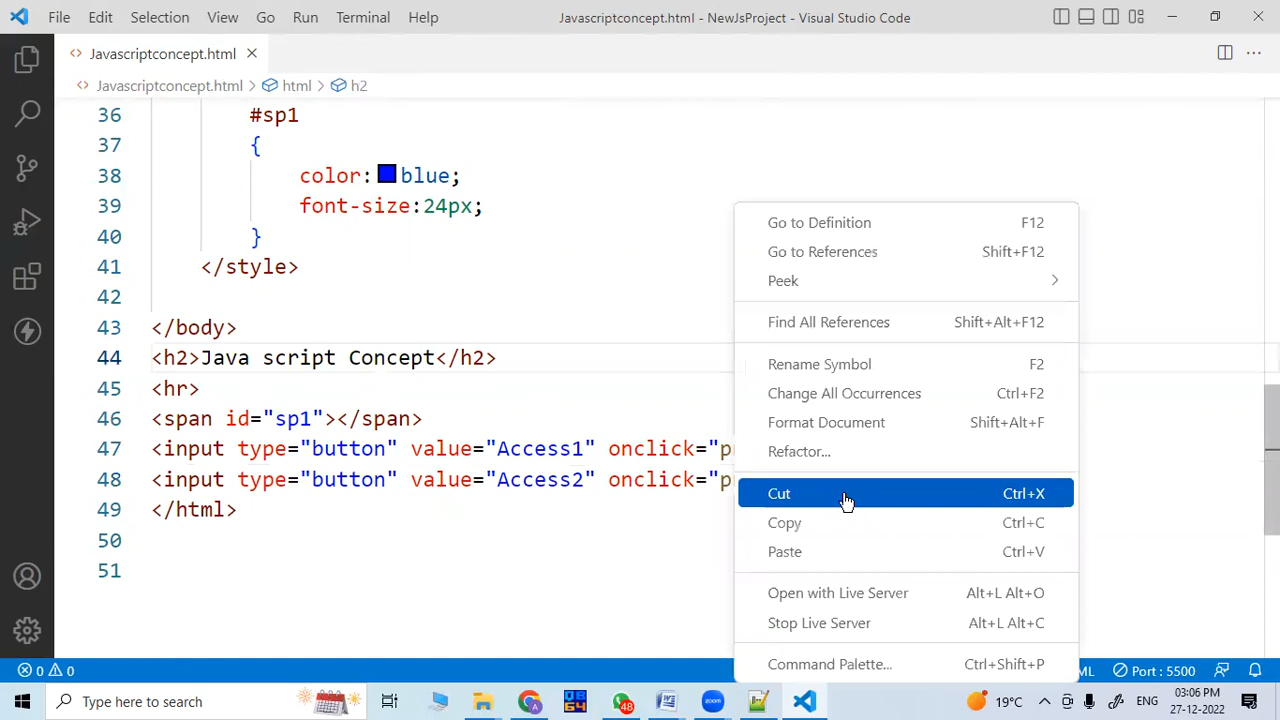 File Edit Selection View Go Run Terminal Help Javascriptconcept.html - NewJsProject - Visual Studio Code
<> Javascriptconcept.html
<> Javascriptconcept.html > html > h2
36 #sp1
37 {
38 color: blue;
39 font-size:24px;
40 }
41 </style>
42
43 </body>
44 <h2>Java script Concept</h2>
45 <hr>
46 <span id="sp1"></span>
47 <input type="button" value="Access1" onclick="p
48 <input type="button" value="Access2" onclick="p
49 </html>
50
51
Go to Definition F12
Go to References Shift+F12
Peek
Find All References Shift+Alt+F12
Rename Symbol F2
Change All Occurrences Ctrl+F2
Format Document Shift+Alt+F
Refactor...
Cut Ctrl+X
Copy Ctrl+C
Paste Ctrl+V
Open with Live Server Alt+L Alt+O
Stop Live Server Alt+L Alt+C
Command Palette... Ctrl+Shift+P
0 0 ML Port : 5500
Type here to search
QB
64
48
19°C
03:06 PM
27-12-2022